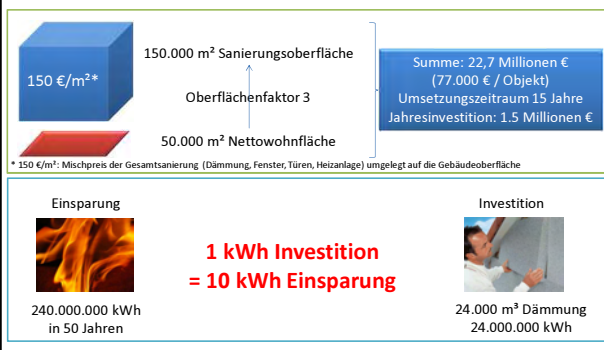 150 €/m²*
150.000 m² Sanierungsoberfläche
Oberflächenfaktor 3
50.000 m² Nettowohnfläche
Summe: 22,7 Millionen €
(77.000 € / Objekt)
Umsetzungszeitraum 15 Jahre
Jahresinvestition: 1.5 Millionen €
* 150 €/m²: Mischpreis der Gesamtsanierung (Dämmung, Fenster, Türen, Heizanlage) umgelegt auf die Gebäudeoberfläche
Einsparung
240.000.000 kWh
in 50 Jahren
1 kWh Investition
= 10 kWh Einsparung
Investition
24.000 m³ Dämmung
24.000.000 kWh